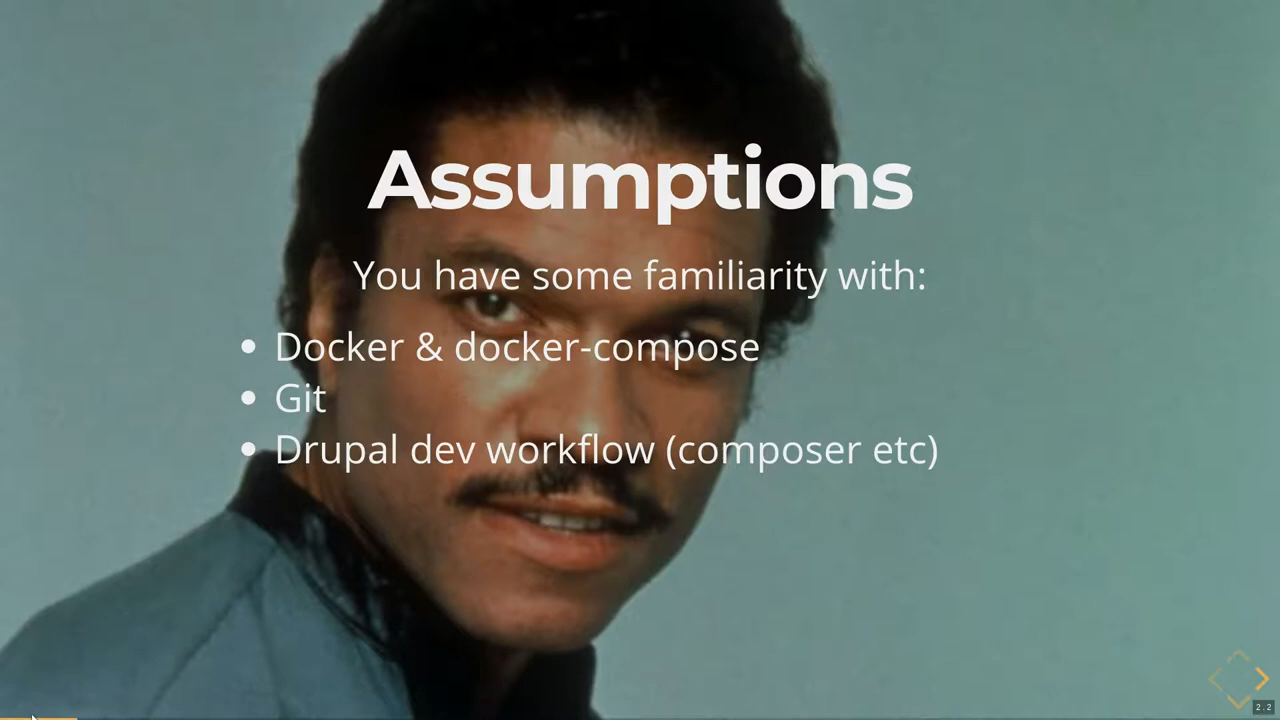 Assumptions
You have some familiarity with:
Docker & docker-compose
Git
Drupal dev workflow (composer etc)
2.2